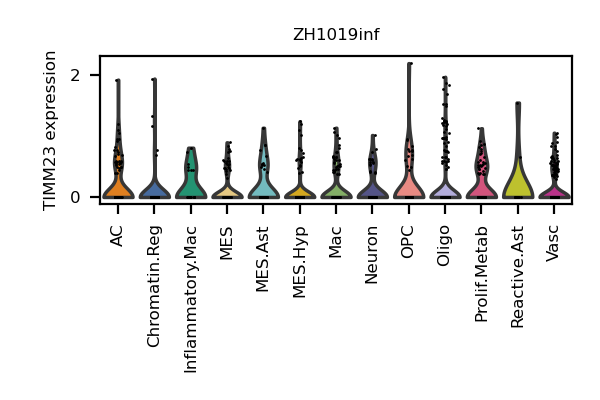 ZH1019inf
TIMM23 expression
2
0
AC
Chromatin.Reg
Inflammatory.Mac
MES
MES.Ast
MES.Hyp
Mac
Neuron
OPC
Oligo
Prolif.Metab
Reactive.Ast
Vasc